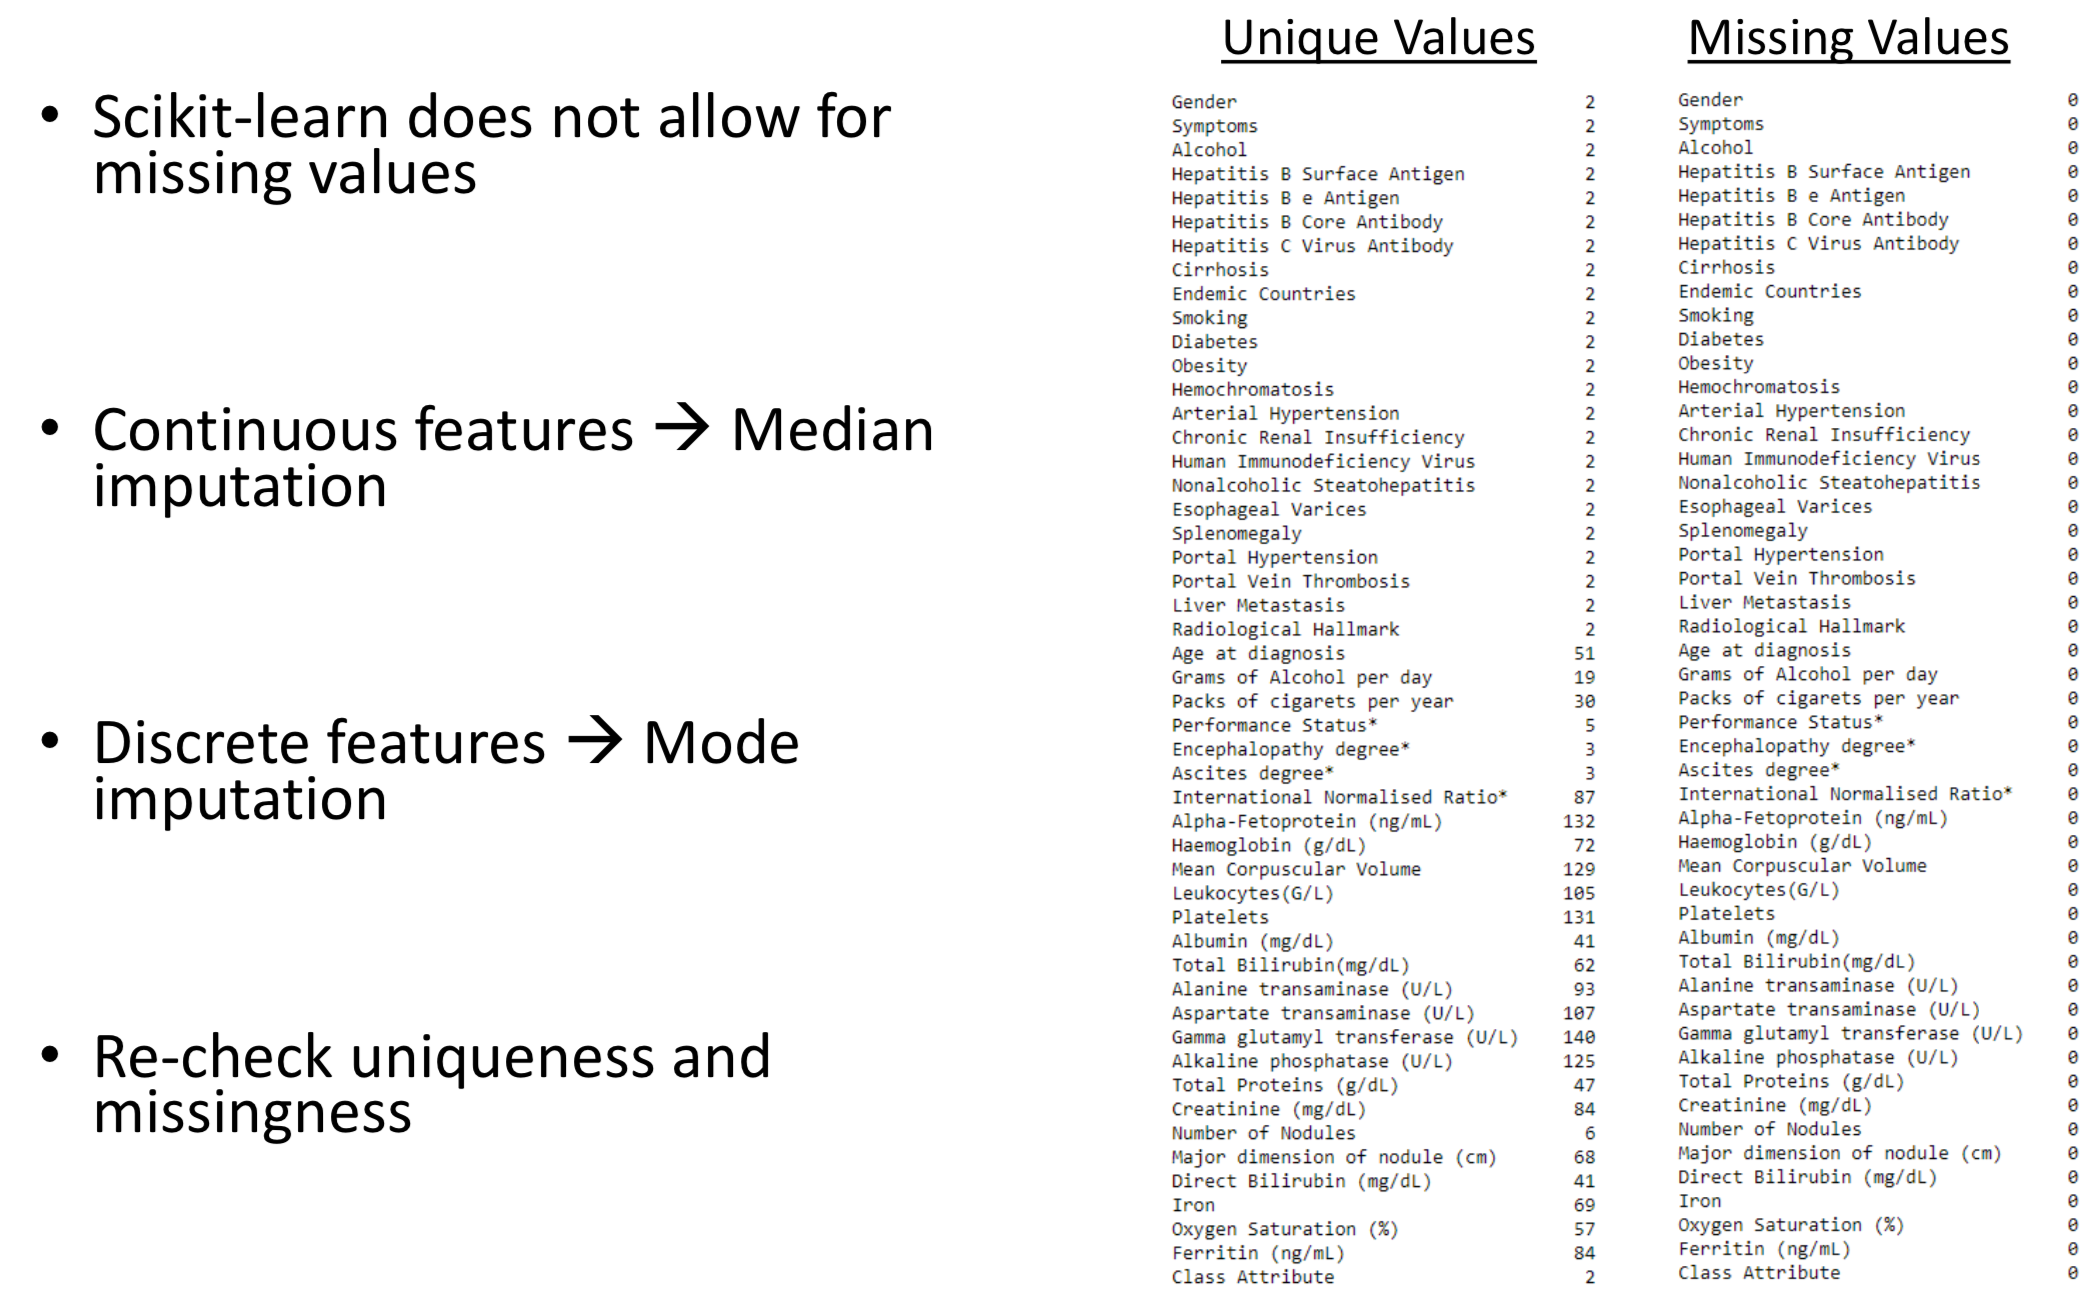 • Scikit-learn does not allow for
missing values
• Continuous features → Median
imputation
• Discrete features → Mode
imputation
• Re-check uniqueness and
missingness
Unique Values
Gender 2
Symptoms 2
Alcohol 2
Hepatitis B Surface Antigen 2
Hepatitis B e Antigen 2
Hepatitis B Core Antibody 2
Hepatitis C Virus Antibody 2
Cirrhosis 2
Endemic Countries 2
Smoking 2
Diabetes 2
Obesity 2
Hemochromatosis 2
Arterial Hypertension 2
Chronic Renal Insufficiency 2
Human Immunodeficiency Virus 2
Nonalcoholic Steatohepatitis 2
Esophageal Varices 2
Splenomegaly 2
Portal Hypertension 2
Portal Vein Thrombosis 2
Liver Metastasis 2
Radiological Hallmark 2
Age at diagnosis 51
Grams of Alcohol per day 19
Packs of cigarets per year 30
Performance Status* 5
Encephalopathy degree* 3
Ascites degree* 3
International Normalised Ratio* 87
Alpha-Fetoprotein (ng/mL) 132
Haemoglobin (g/dL) 72
Mean Corpuscular Volume 129
Leukocytes(G/L) 105
Platelets 131
Albumin (mg/dL) 41
Total Bilirubin(mg/dL) 62
Alanine transaminase (U/L) 93
Aspartate transaminase (U/L) 107
Gamma glutamyl transferase (U/L) 140
Alkaline phosphatase (U/L) 125
Total Proteins (g/dL) 47
Creatinine (mg/dL) 84
Number of Nodules 6
Major dimension of nodule (cm) 68
Direct Bilirubin (mg/dL) 41
Iron 69
Oxygen Saturation (%) 57
Ferritin (ng/mL) 84
Class Attribute 2
Missing Values
Gender 0
Symptoms 0
Alcohol 0
Hepatitis B Surface Antigen 0
Hepatitis B e Antigen 0
Hepatitis B Core Antibody 0
Hepatitis C Virus Antibody 0
Cirrhosis 0
Endemic Countries 0
Smoking 0
Diabetes 0
Obesity 0
Hemochromatosis 0
Arterial Hypertension 0
Chronic Renal Insufficiency 0
Human Immunodeficiency Virus 0
Nonalcoholic Steatohepatitis 0
Esophageal Varices 0
Splenomegaly 0
Portal Hypertension 0
Portal Vein Thrombosis 0
Liver Metastasis 0
Radiological Hallmark 0
Age at diagnosis 0
Grams of Alcohol per day 0
Packs of cigarets per year 0
Performance Status* 0
Encephalopathy degree* 0
Ascites degree* 0
International Normalised Ratio* 0
Alpha-Fetoprotein (ng/mL) 0
Haemoglobin (g/dL) 0
Mean Corpuscular Volume 0
Leukocytes(G/L) 0
Platelets 0
Albumin (mg/dL) 0
Total Bilirubin(mg/dL) 0
Alanine transaminase (U/L) 0
Aspartate transaminase (U/L) 0
Gamma glutamyl transferase (U/L) 0
Alkaline phosphatase (U/L) 0
Total Proteins (g/dL) 0
Creatinine (mg/dL) 0
Number of Nodules 0
Major dimension of nodule (cm) 0
Direct Bilirubin (mg/dL) 0
Iron 0
Oxygen Saturation (%) 0
Ferritin (ng/mL) 0
Class Attribute 0